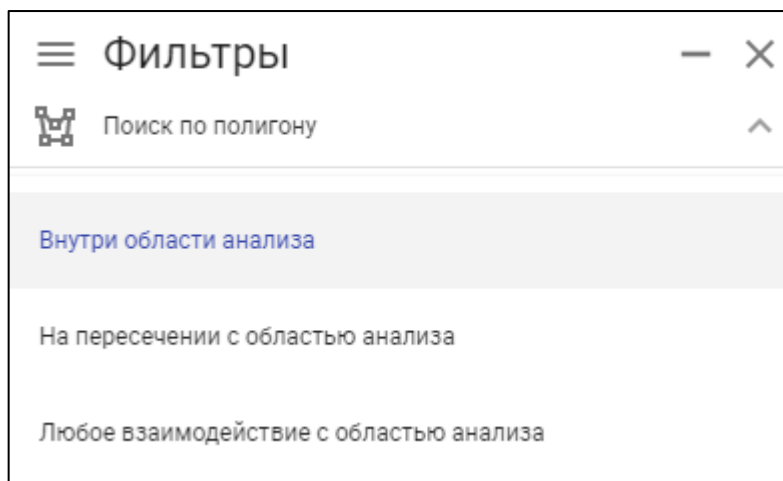 Фильтры
Поиск по полигону
Внутри области анализа
На пересечении с областью анализа
Любое взаимодействие с областью анализа